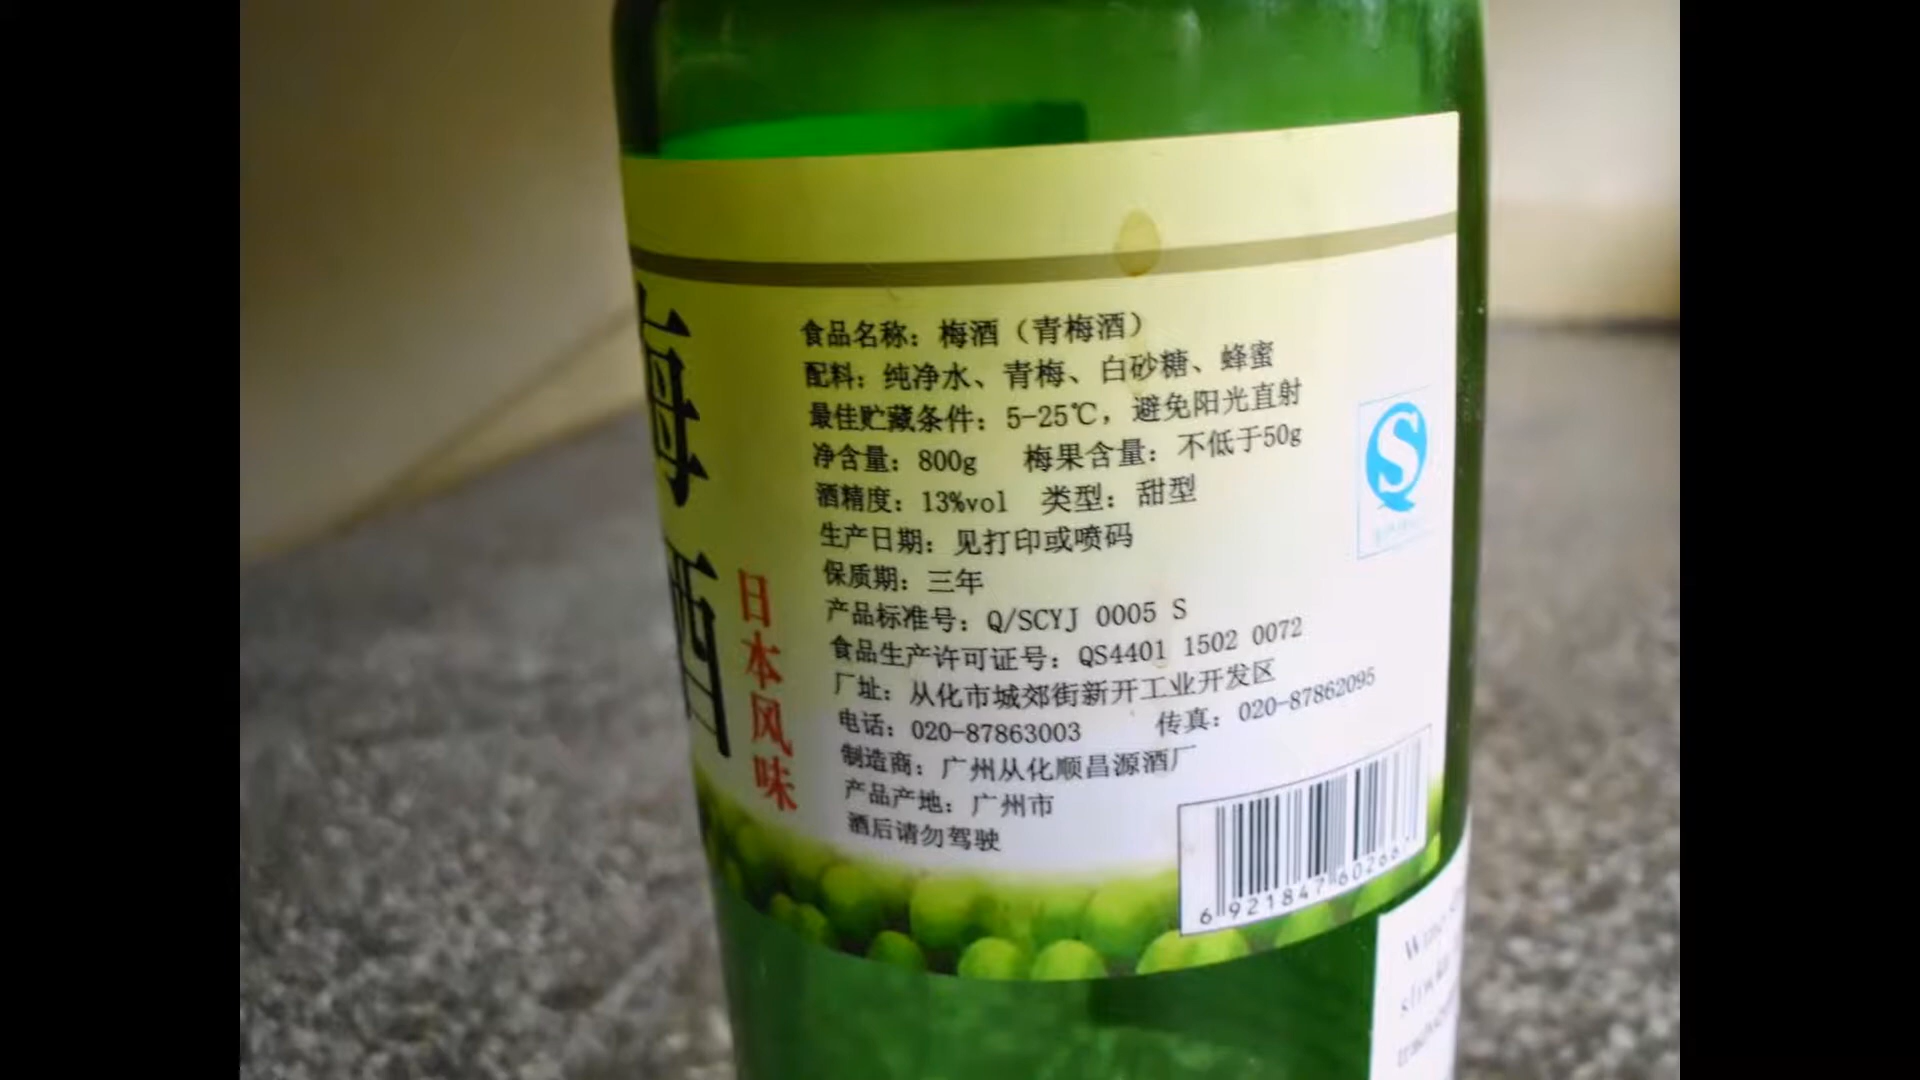 梅酒
日本风味
食品名称：梅酒（青梅酒）
配料：纯净水、青梅、白砂糖、蜂蜜
最佳贮藏条件：5-25℃，避免阳光直射
净含量：800g 梅果含量：不低于50g
酒精度：13%vol 类型：甜型
生产日期：见打印或喷码
保质期：三年
产品标准号：Q/SCYJ 0005 S
食品生产许可证号：QS4401 1502 0072
厂址：从化市城郊街新开工业开发区
电话：020-87863003 传真：020-87862095
制造商：广州从化顺昌源酒厂
产品产地：广州市
酒后请勿驾驶
S
6 921847 60266